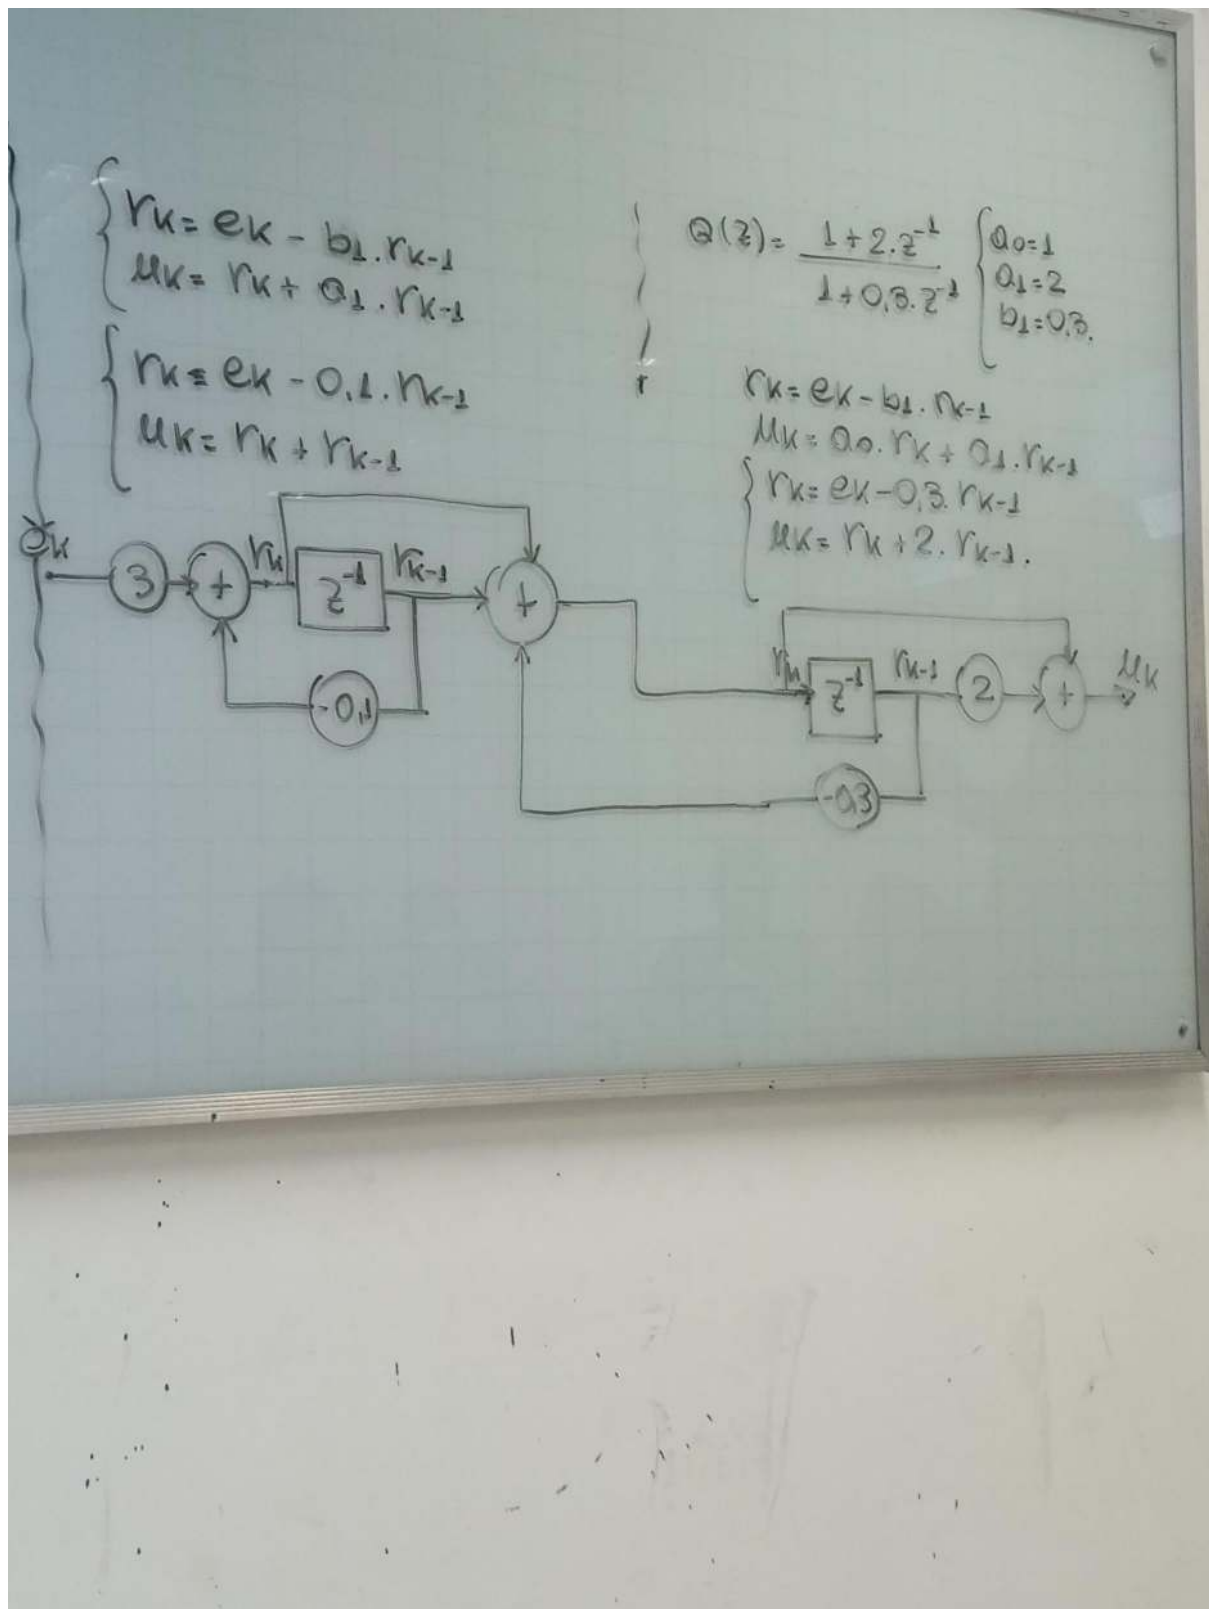 rk = ek - b1 . rk-1
uk = rk + a1 . rk-1
rk = ek - 0,1 . rk-1
uk = rk + rk-1
Q(z) = 1 + 2.z^-1
1 + 0,3.z^-1
a0 = 1
a1 = 2
b1 = 0,3.
rk = ek - b1 . rk-1
uk = a0 . rk + a1 . rk-1
rk = ek - 0,3. rk-1
uk = rk + 2. rk-1.
ek 3 + rk z^-1 rk-1 +
-0,1
rk z^-1 rk-1 2 + uk
-0,3